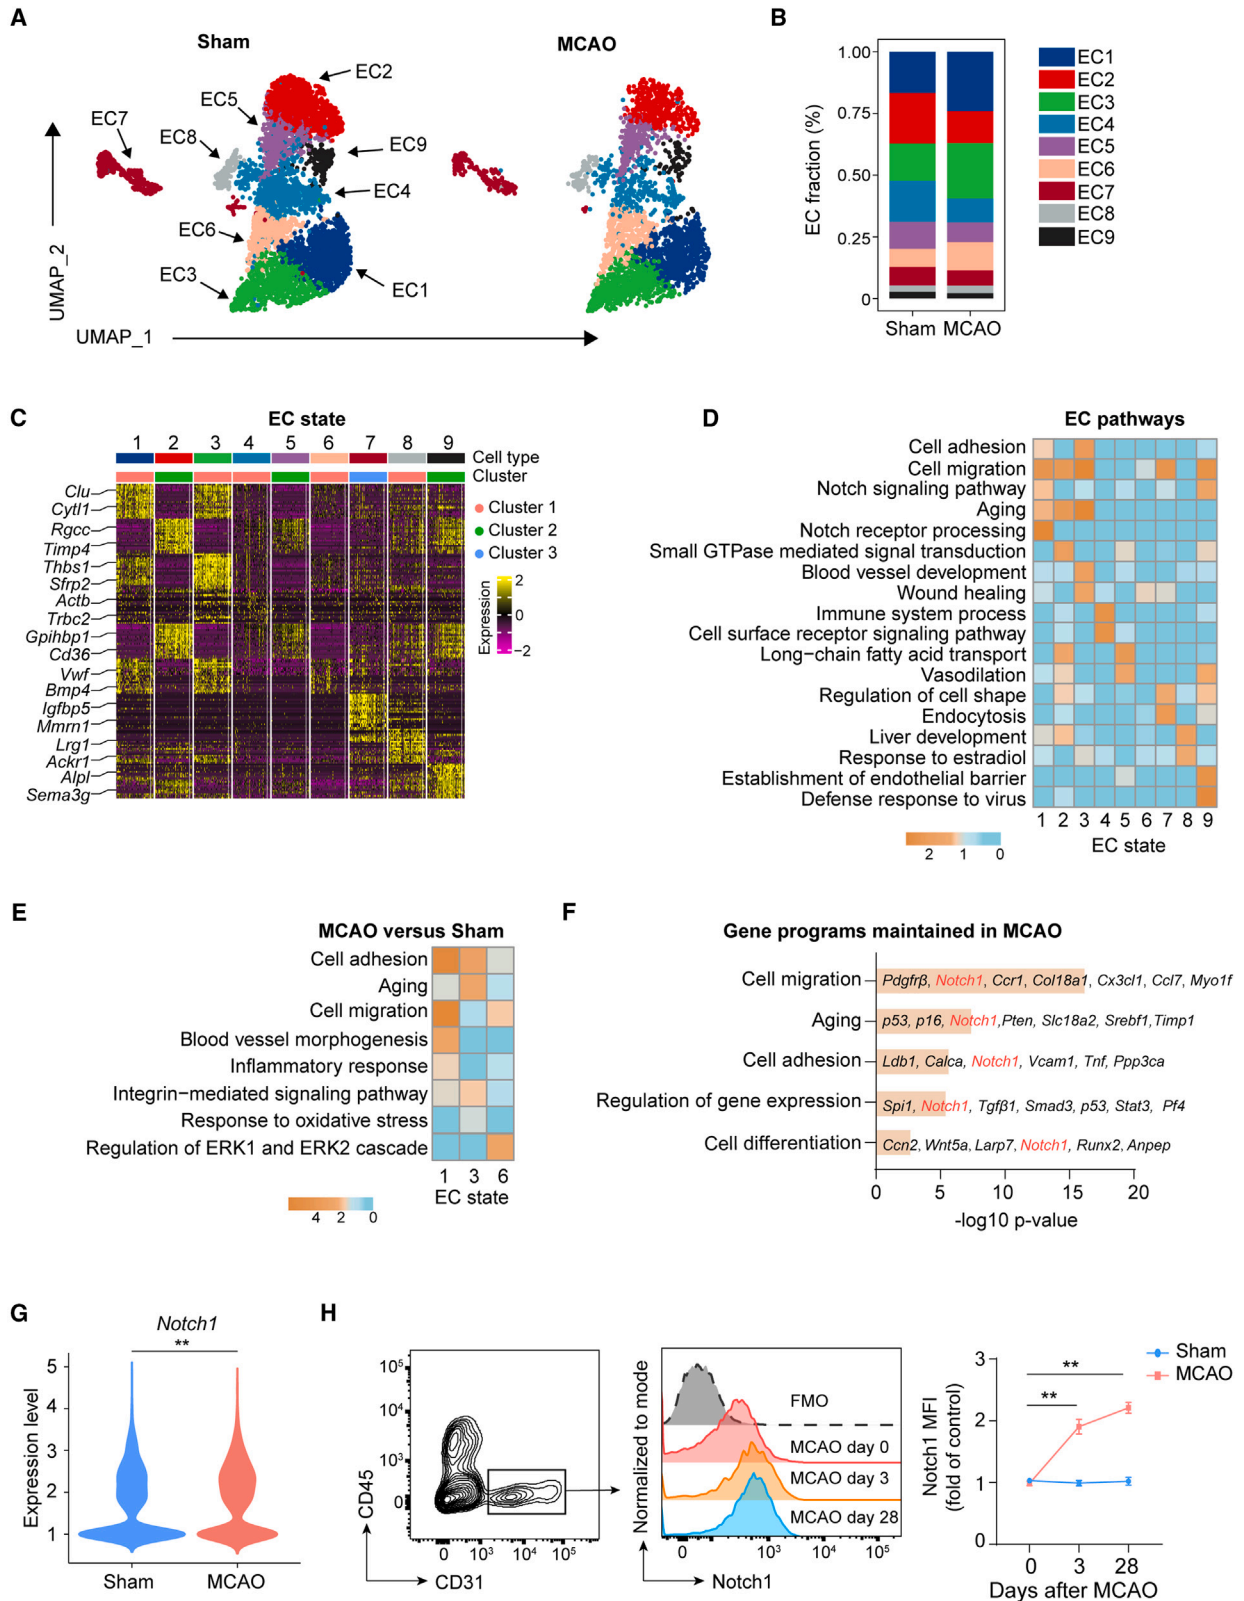 A
Sham
MCAO
EC2
EC5
EC7
EC8
EC9
EC4
EC6
EC3
EC1
UMAP_2
UMAP_1
B
EC fraction (%)
1.00
0.75
0.50
0.25
0
Sham MCAO
EC1
EC2
EC3
EC4
EC5
EC6
EC7
EC8
EC9
C
EC state
1 2 3 4 5 6 7 8 9
Cell type
Cluster
Clu
Cytl1
Rgcc
Timp4
Thbs1
Sfrp2
Actb
Trbc2
Gpihbp1
Cd36
Vwf
Bmp4
Igfbp5
Mmrn1
Lrg1
Ackr1
Alpl
Sema3g
Cluster 1
Cluster 2
Cluster 3
Expression
2
0
−2
D
EC pathways
Cell adhesion
Cell migration
Notch signaling pathway
Aging
Notch receptor processing
Small GTPase mediated signal transduction
Blood vessel development
Wound healing
Immune system process
Cell surface receptor signaling pathway
Long-chain fatty acid transport
Vasodilation
Regulation of cell shape
Endocytosis
Liver development
Response to estradiol
Establishment of endothelial barrier
Defense response to virus
1 2 3 4 5 6 7 8 9
EC state
2 1 0
E
MCAO versus Sham
Cell adhesion
Aging
Cell migration
Blood vessel morphogenesis
Inflammatory response
Integrin−mediated signaling pathway
Response to oxidative stress
Regulation of ERK1 and ERK2 cascade
1 3 6
EC state
4 2 0
F
Gene programs maintained in MCAO
Cell migration Pdgfrβ, Notch1, Ccr1, Col18a1, Cx3cl1, Ccl7, Myo1f
Aging p53, p16, Notch1,Pten, Slc18a2, Srebf1,Timp1
Cell adhesion Ldb1, Calca, Notch1, Vcam1, Tnf, Ppp3ca
Regulation of gene expression Spi1, Notch1, Tgfβ1, Smad3, p53, Stat3, Pf4
Cell differentiation Ccn2, Wnt5a, Larp7, Notch1, Runx2, Anpep
0 5 10 15 20
-log10 p-value
G
Notch1
**
Expression level
5
4
3
2
1
Sham MCAO
H
CD45
10⁵
10⁴
10³
0
0 10³ 10⁴ 10⁵
CD31
Normalized to mode
FMO
MCAO day 0
MCAO day 3
MCAO day 28
0 10³ 10⁴ 10⁵
Notch1
Notch1 MFI
(fold of control)
3
2
1
0
**
**
Sham
MCAO
0 3 28
Days after MCAO